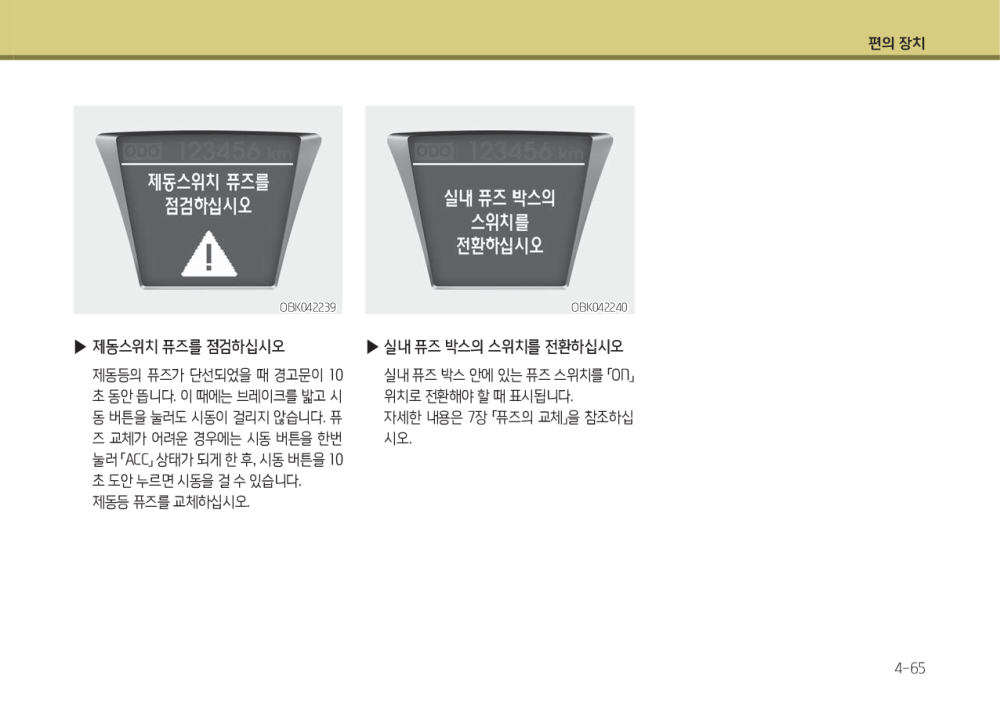 편의 장치
ODO 123456 km
제동스위치 퓨즈를
점검하십시오
!
OBK042239
▶ 제동스위치 퓨즈를 점검하십시오
제동등의 퓨즈가 단선되었을 때 경고문이 10
초 동안 뜹니다. 이 때에는 브레이크를 밟고 시
동 버튼을 눌러도 시동이 걸리지 않습니다. 퓨
즈 교체가 어려운 경우에는 시동 버튼을 한번
눌러 「ACC」 상태가 되게 한 후, 시동 버튼을 10
초 도안 누르면 시동을 걸 수 있습니다.
제동등 퓨즈를 교체하십시오.
ODO 123456 km
실내 퓨즈 박스의
스위치를
전환하십시오
OBK042240
▶ 실내 퓨즈 박스의 스위치를 전환하십시오
실내 퓨즈 박스 안에 있는 퓨즈 스위치를 「ON」
위치로 전환해야 할 때 표시됩니다.
자세한 내용은 7장 「퓨즈의 교체」을 참조하십
시오.
4-65